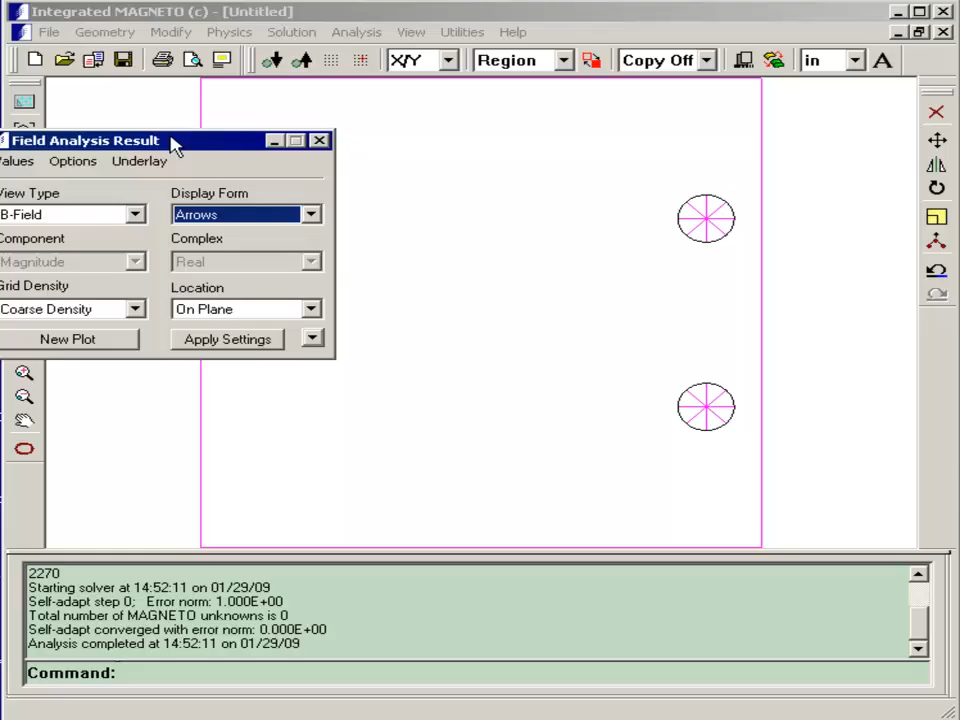 Integrated MAGNETO (c) - [Untitled]
File Geometry Modify Physics Solution Analysis View Utilities Help
X/Y Region Copy Off in A
Field Analysis Result
alues Options Underlay
View Type Display Form
B-Field Arrows
Component Complex
Magnitude Real
Grid Density Location
Coarse Density On Plane
New Plot Apply Settings
2270
Starting solver at 14:52:11 on 01/29/09
Self-adapt step 0; Error norm: 1.000E+00
Total number of MAGNETO unknowns is 0
Self-adapt converged with error norm: 0.000E+00
Analysis completed at 14:52:11 on 01/29/09
Command: